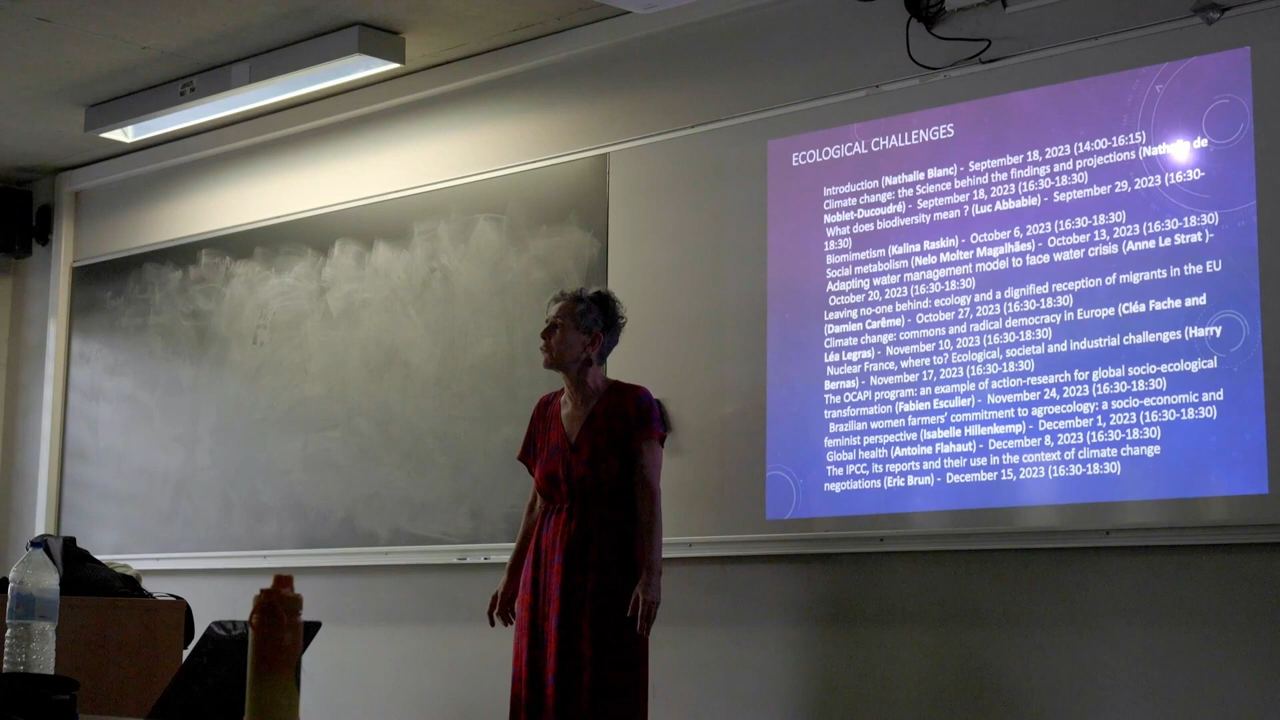 ECOLOGICAL CHALLENGES
Introduction (Nathalie Blanc) - September 18, 2023 (14:00-16:15)
Climate change: the Science behind the findings and projections (Nathalie de
Noblet-Ducoudré) - September 18, 2023 (16:30-18:30)
What does biodiversity mean ? (Luc Abbable) - September 29, 2023 (16:30-
18:30)
Biomimetism (Kalina Raskin) - October 6, 2023 (16:30-18:30)
Social metabolism (Nelo Molter Magalhães) - October 13, 2023 (16:30-18:30)
Adapting water management model to face water crisis (Anne Le Strat )-
October 20, 2023 (16:30-18:30)
Leaving no-one behind: ecology and a dignified reception of migrants in the EU
(Damien Carême) - October 27, 2023 (16:30-18:30)
Climate change: commons and radical democracy in Europe (Cléa Fache and
Léa Legras) - November 10, 2023 (16:30-18:30)
Nuclear France, where to? Ecological, societal and industrial challenges (Harry
Bernas) - November 17, 2023 (16:30-18:30)
The OCAPI program: an example of action-research for global socio-ecological
transformation (Fabien Esculier) - November 24, 2023 (16:30-18:30)
Brazilian women farmers' commitment to agroecology: a socio-economic and
feminist perspective (Isabelle Hillenkemp) - December 1, 2023 (16:30-18:30)
Global health (Antoine Flahaut) - December 8, 2023 (16:30-18:30)
The IPCC, its reports and their use in the context of climate change
negotiations (Eric Brun) - December 15, 2023 (16:30-18:30)